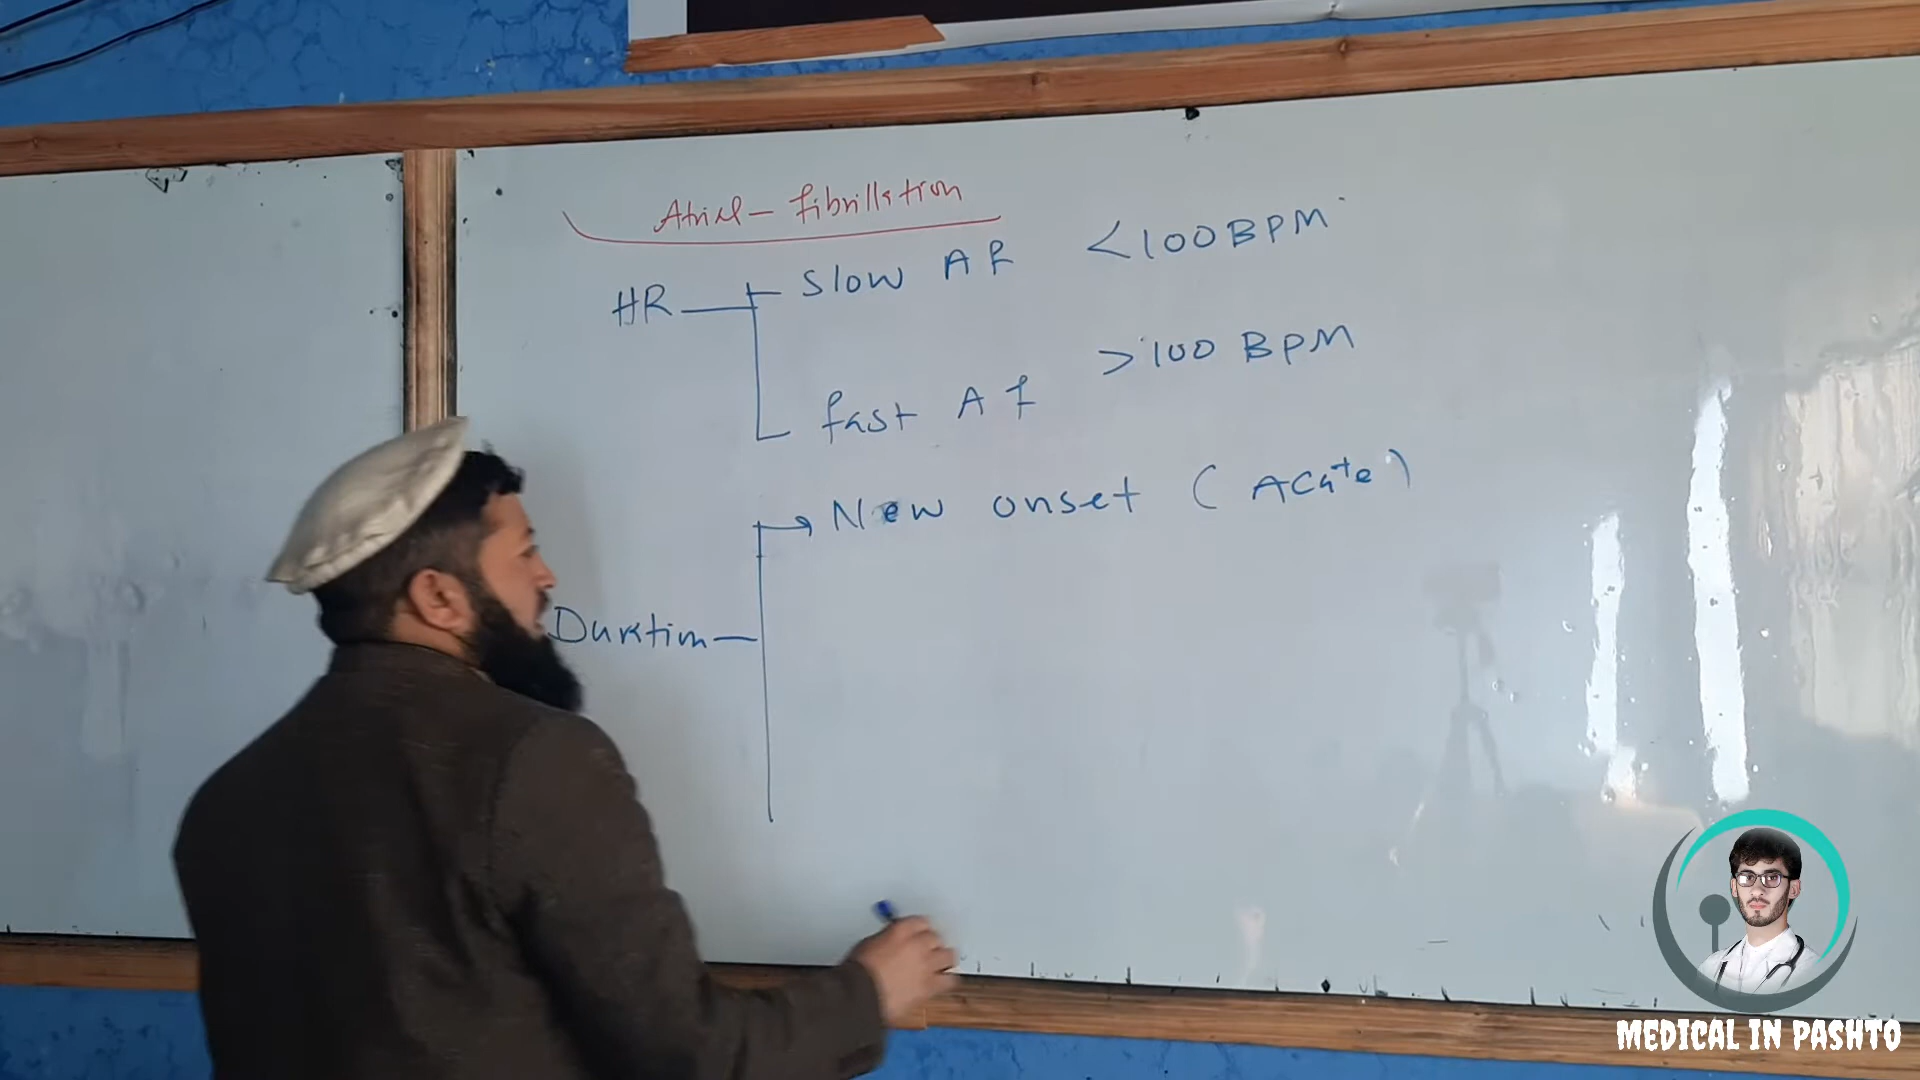 Atrial - fibrillation
HR
Slow AF <100 BPM
fast Af >100 BPM
New onset (Acute)
Duration
MEDICAL IN PASHTO